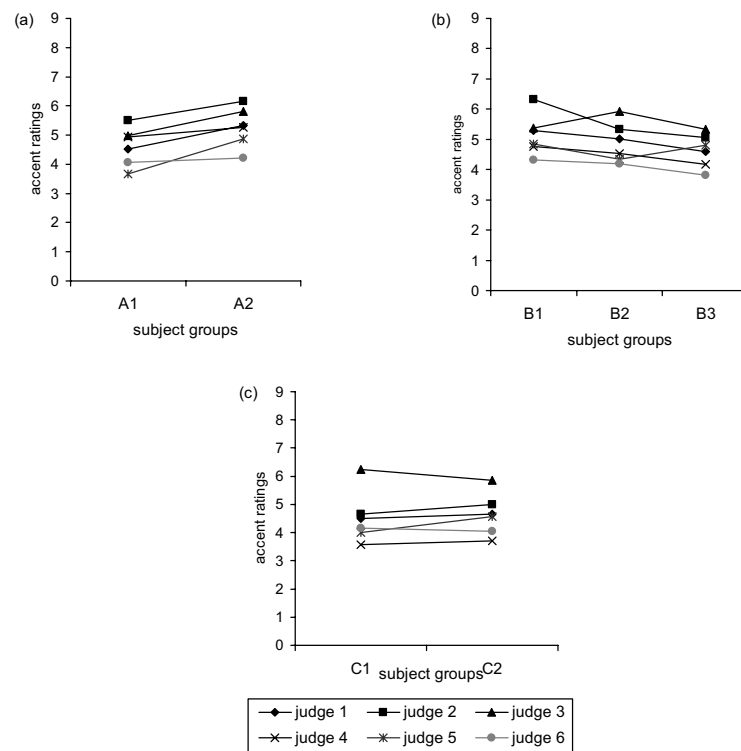 (a)
accent ratings
9
8
7
6
5
4
3
2
1
0
A1 A2
subject groups
(b)
accent ratings
9
8
7
6
5
4
3
2
1
0
B1 B2 B3
subject groups
(c)
accent ratings
9
8
7
6
5
4
3
2
1
0
C1 subject groups C2
judge 1 judge 2 judge 3
judge 4 judge 5 judge 6